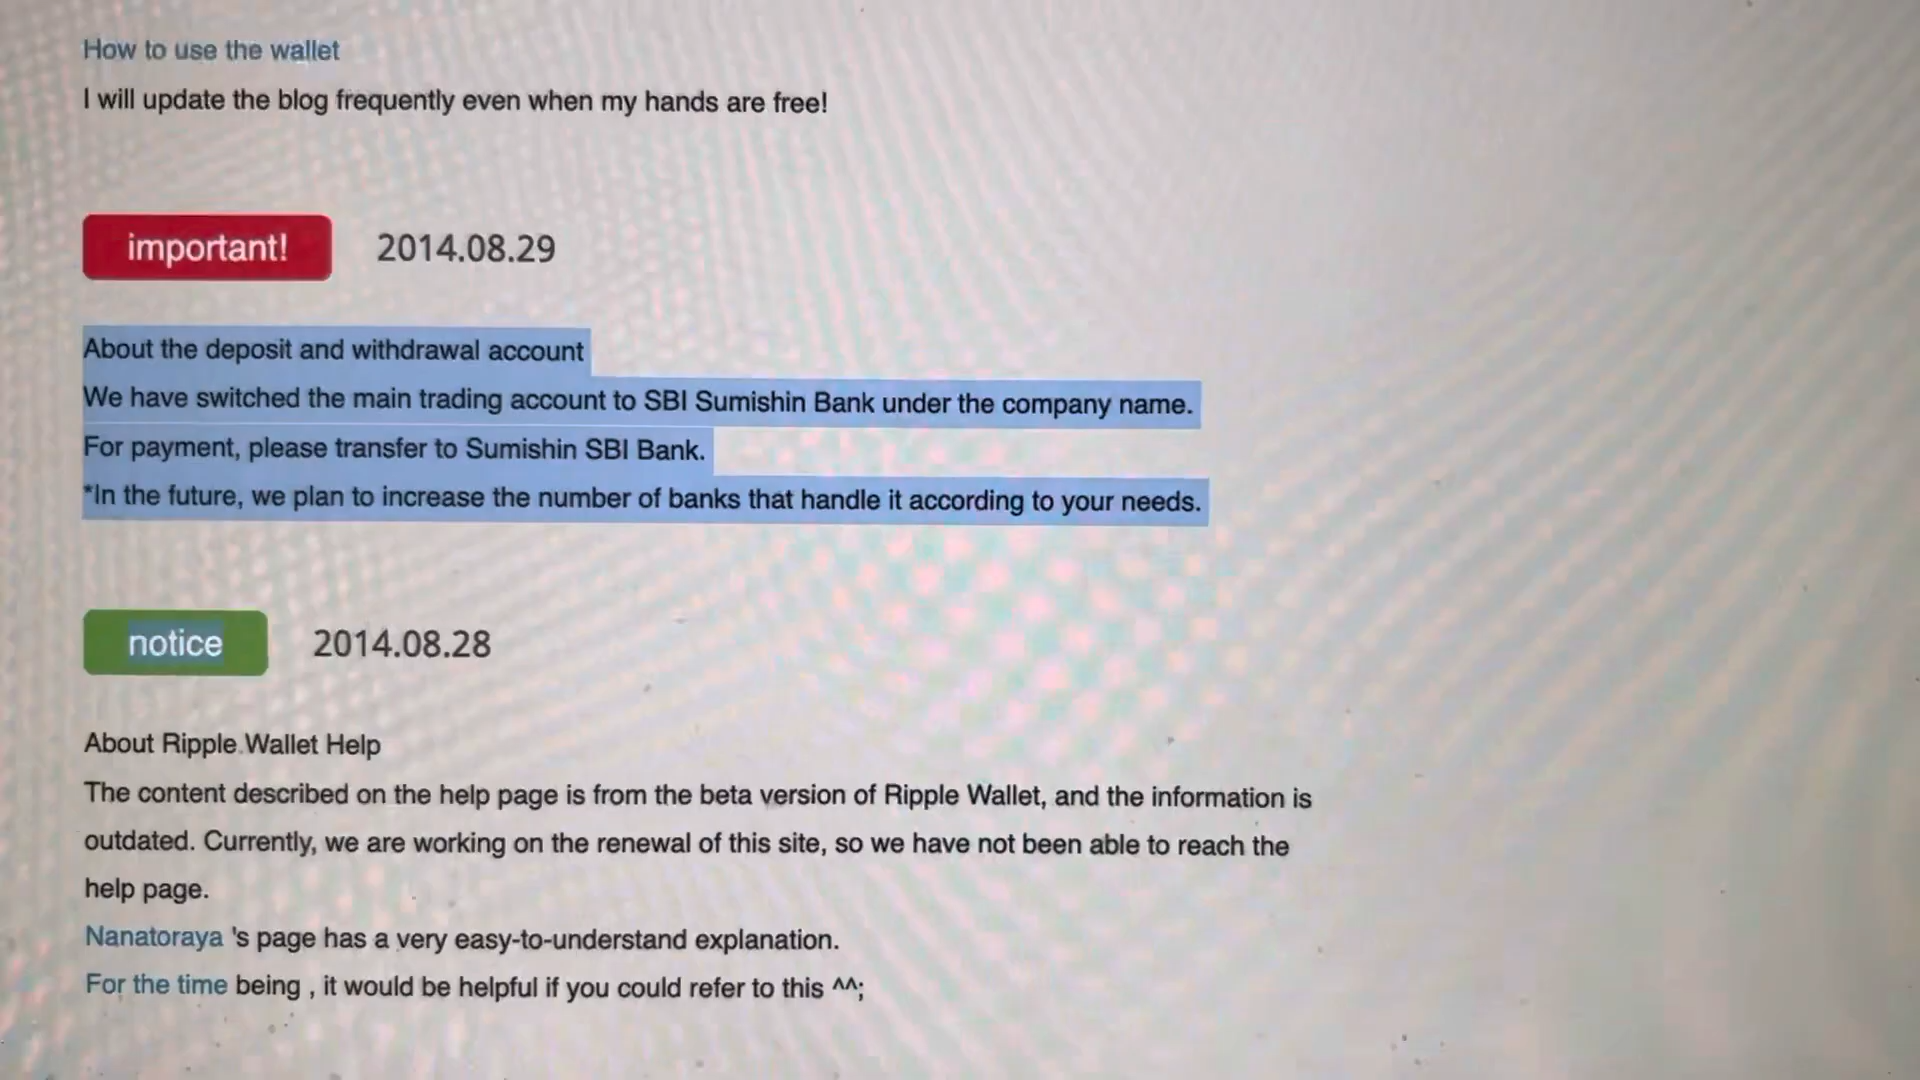 How to use the wallet
I will update the blog frequently even when my hands are free!
important! 2014.08.29
About the deposit and withdrawal account
We have switched the main trading account to SBI Sumishin Bank under the company name.
For payment, please transfer to Sumishin SBI Bank.
*In the future, we plan to increase the number of banks that handle it according to your needs.
notice 2014.08.28
About Ripple Wallet Help
The content described on the help page is from the beta version of Ripple Wallet, and the information is
outdated. Currently, we are working on the renewal of this site, so we have not been able to reach the
help page.
Nanatoraya 's page has a very easy-to-understand explanation.
For the time being , it would be helpful if you could refer to this ^^;